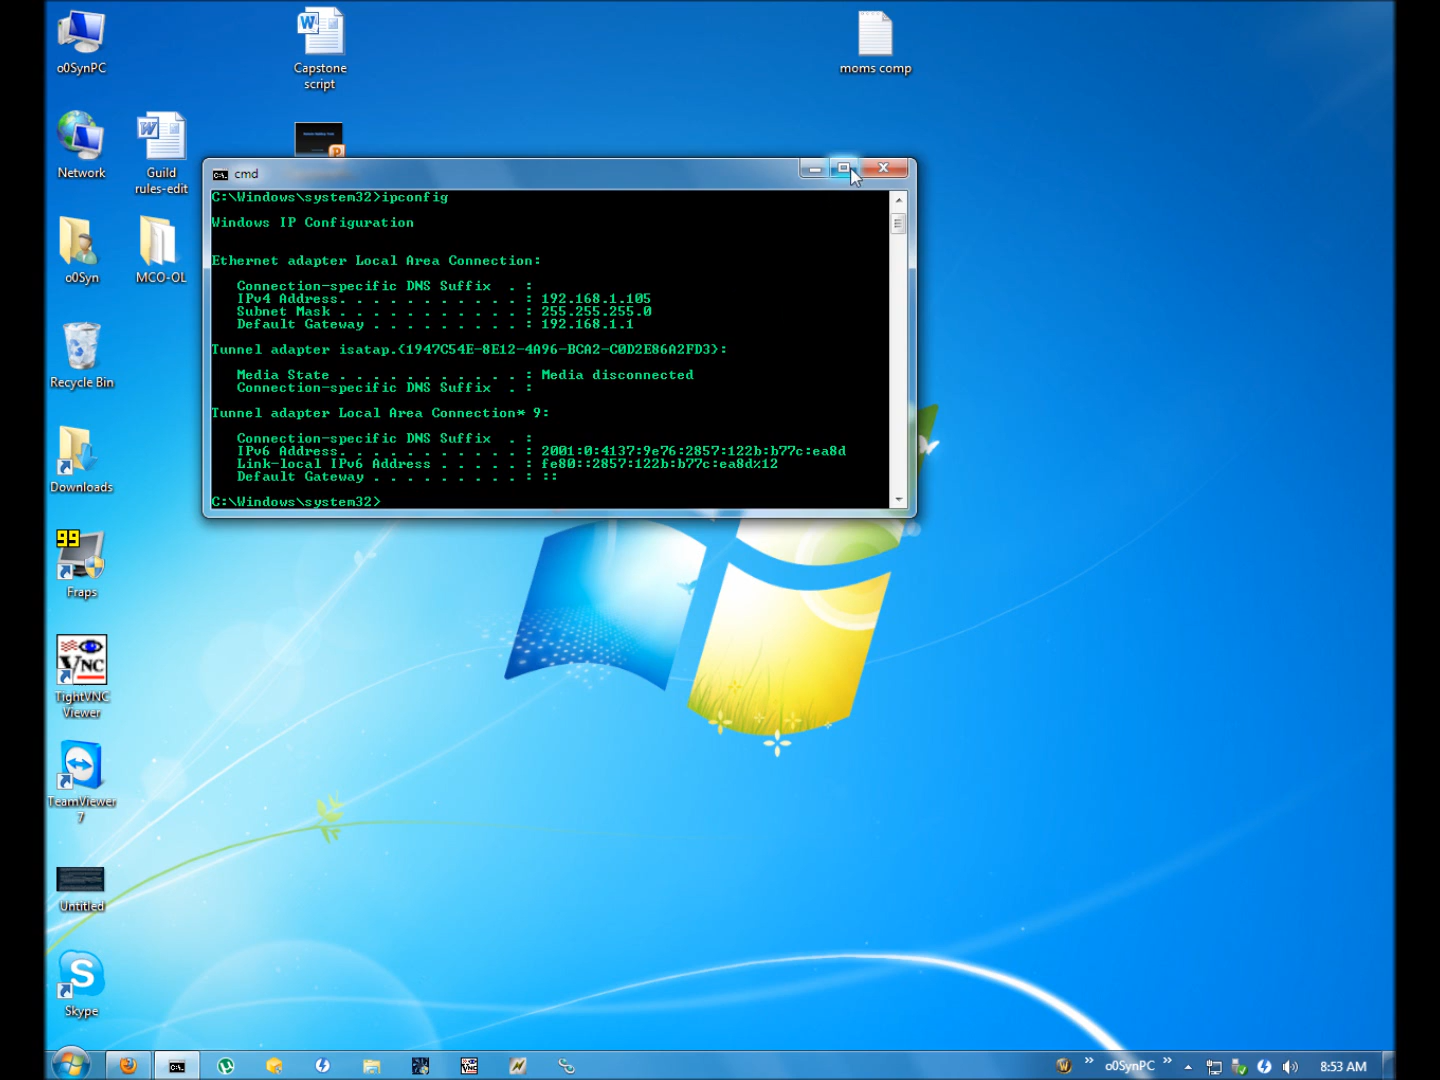 o0SynPC
Capstone
script
moms comp
Network
Guild
rules-edit
o0Syn
MCO-OL
Recycle Bin
Downloads
99
Fraps
VNC
TightVNC
Viewer
TeamViewer
7
Untitled
S
Skype
cmd
C:\Windows\system32>ipconfig
Windows IP Configuration
Ethernet adapter Local Area Connection:
Connection-specific DNS Suffix . :
IPv4 Address. . . . . . . . . . . : 192.168.1.105
Subnet Mask . . . . . . . . . . . : 255.255.255.0
Default Gateway . . . . . . . . . : 192.168.1.1
Tunnel adapter isatap.{1947C54E-8E12-4A96-BCA2-C0D2E86A2FD3}:
Media State . . . . . . . . . . . : Media disconnected
Connection-specific DNS Suffix . :
Tunnel adapter Local Area Connection* 9:
Connection-specific DNS Suffix . :
IPv6 Address. . . . . . . . . . . : 2001:0:4137:9e76:2857:122b:b77c:ea8d
Link-local IPv6 Address . . . . . : fe80::2857:122b:b77c:ea8d%12
Default Gateway . . . . . . . . . : ::
C:\Windows\system32>
o0SynPC
8:53 AM